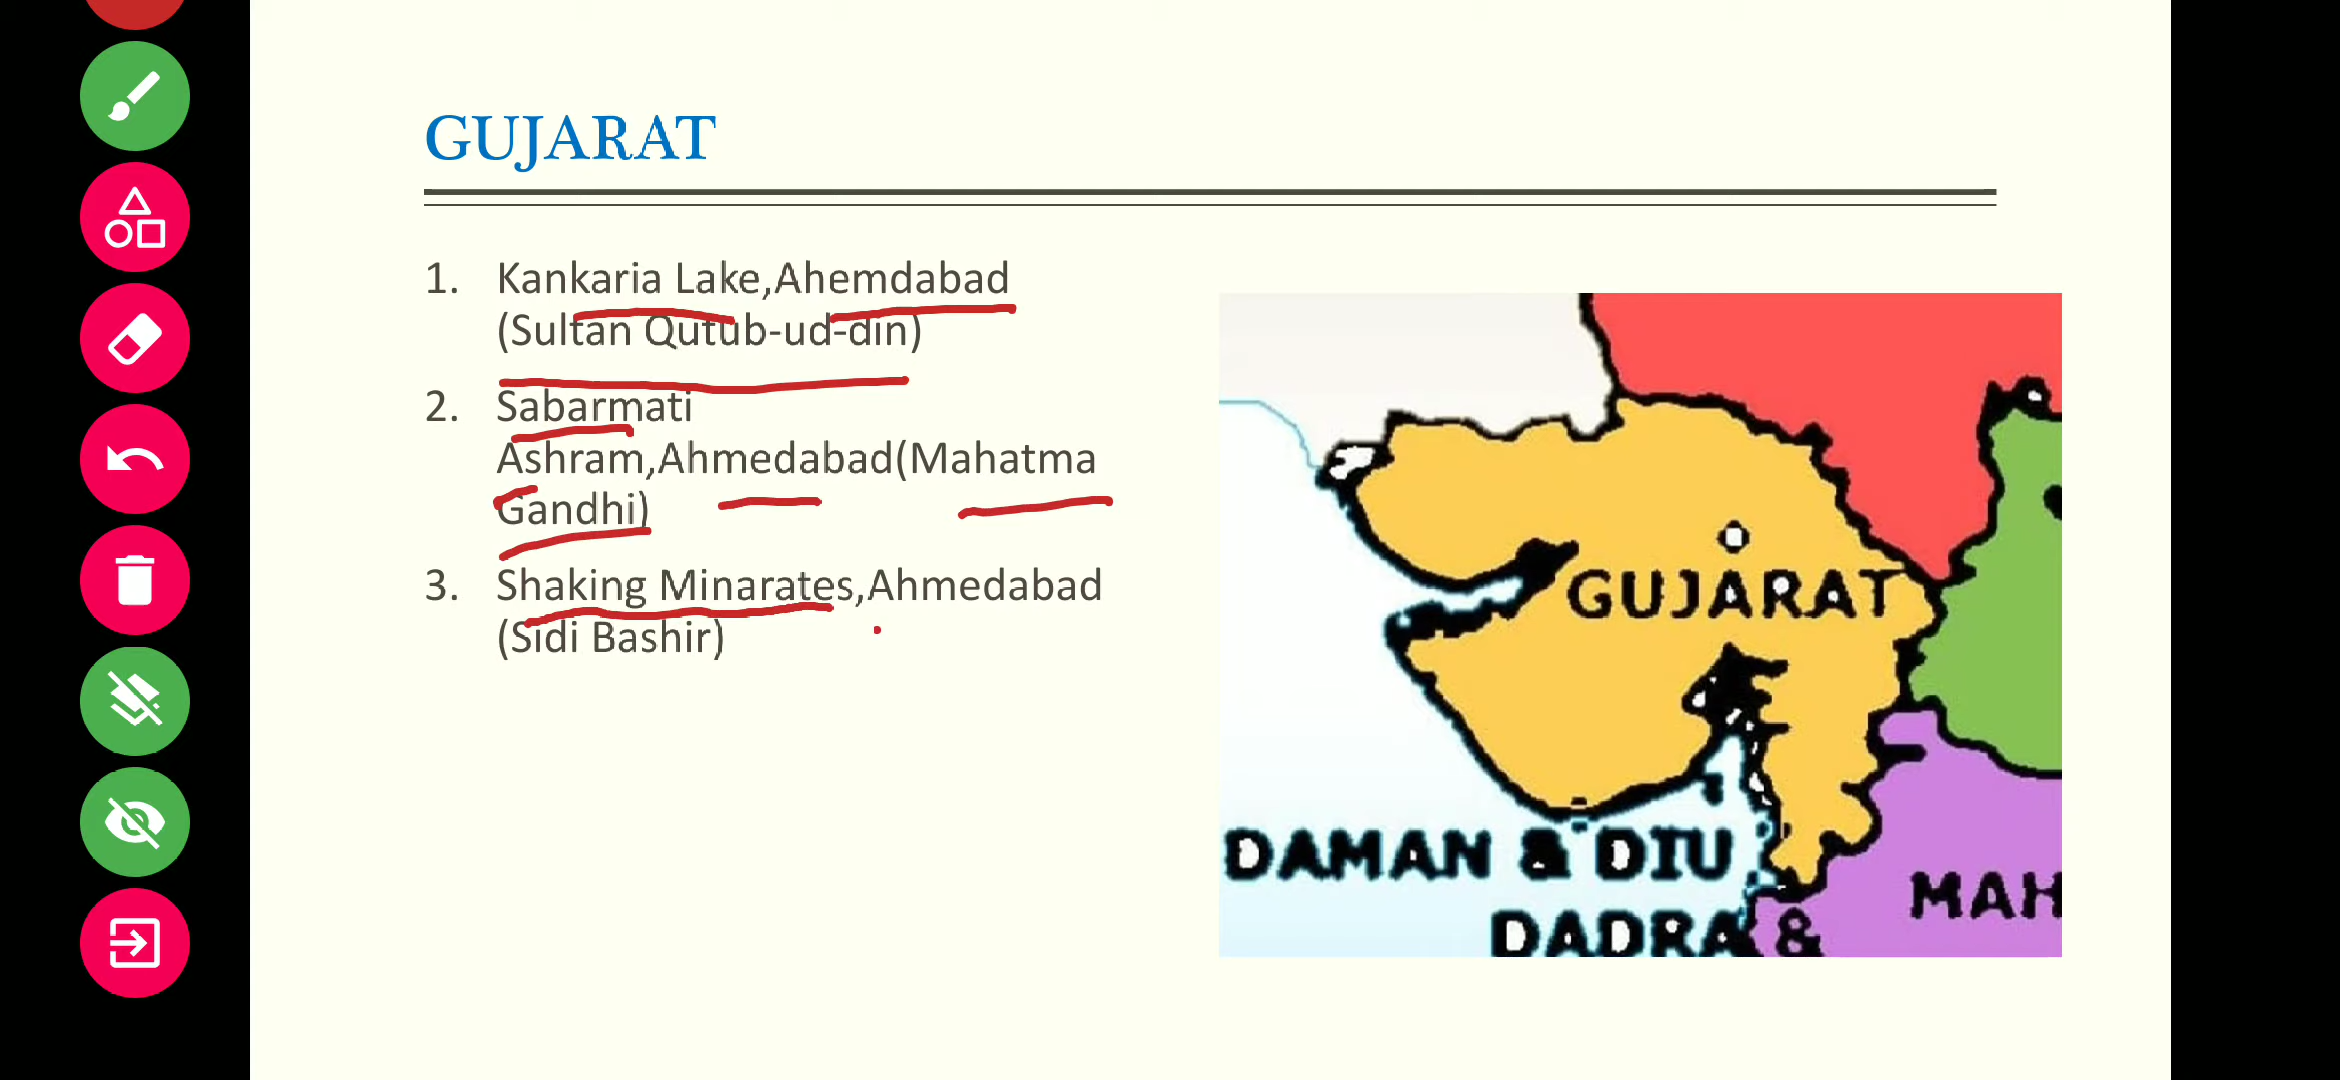 GUJARAT
1. Kankaria Lake,Ahemdabad
(Sultan Qutub-ud-din)
2. Sabarmati
Ashram,Ahmedabad(Mahatma
Gandhi)
3. Shaking Minarates,Ahmedabad
(Sidi Bashir)
GUJARAT
DAMAN & DIU
MAH
DADRA &